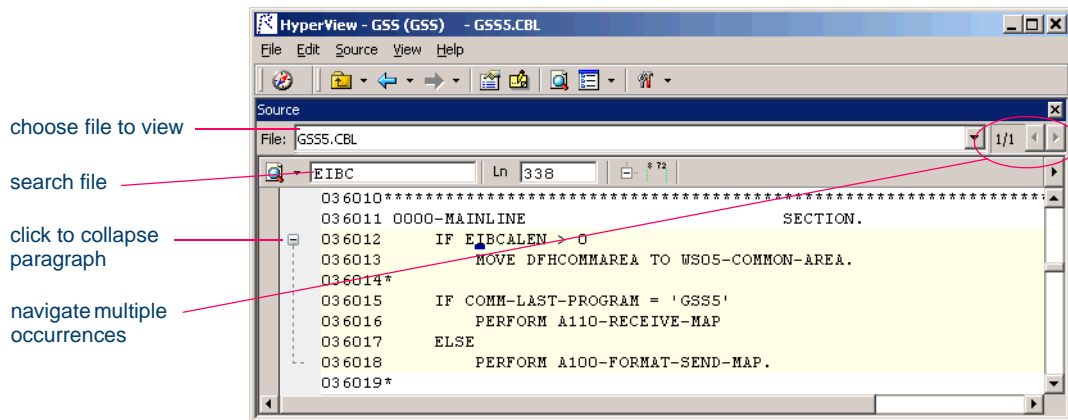 HyperView - GSS (GSS) - GSS5.CBL
File Edit Source View Help
Source
choose file to view
File: GSS5.CBL 1/1
search file
EIBC Ln 338 8 72
036010*****************************************************************
036011 0000-MAINLINE SECTION.
click to collapse
paragraph
036012 IF EIBCALEN > 0
036013 MOVE DFHCOMMAREA TO WS05-COMMON-AREA.
036014*
navigate multiple
occurrences
036015 IF COMM-LAST-PROGRAM = 'GSS5'
036016 PERFORM A110-RECEIVE-MAP
036017 ELSE
036018 PERFORM A100-FORMAT-SEND-MAP.
036019*